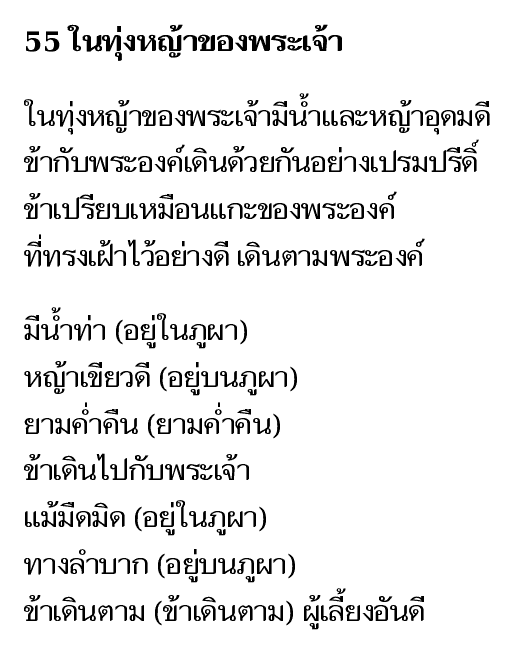 55 ในทุ่งหญ้าของพระเจ้า
ในทุ่งหญ้าของพระเจ้ามีน้ำและหญ้าอุดมดี
ข้ากับพระองค์เดินด้วยกันอย่างเปรมปรีดิ์
ข้าเปรียบเหมือนแกะของพระองค์
ที่ทรงเฝ้าไว้อย่างดี เดินตามพระองค์
มีน้ำท่า (อยู่ในภูผา)
หญ้าเขียวดี (อยู่บนภูผา)
ยามค่ำคืน (ยามค่ำคืน)
ข้าเดินไปกับพระเจ้า
แม้มืดมิด (อยู่ในภูผา)
ทางลำบาก (อยู่บนภูผา)
ข้าเดินตาม (ข้าเดินตาม) ผู้เลี้ยงอันดี